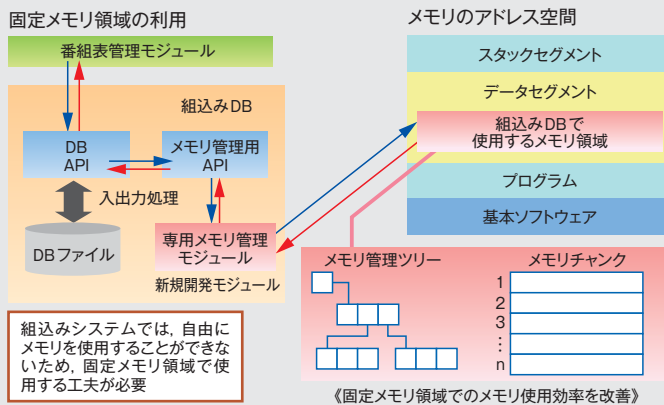 固定メモリ領域の利用
番組表管理モジュール
組込みDB
DB
API
メモリ管理用
API
入出力処理
DBファイル
専用メモリ管理
モジュール
新規開発モジュール
組込みシステムでは，自由に
メモリを使用することができな
いため，固定メモリ領域で使
用する工夫が必要
メモリのアドレス空間
スタックセグメント
データセグメント
組込みDBで
使用するメモリ領域
プログラム
基本ソフトウェア
メモリ管理ツリー
メモリチャンク
1
2
3
⋮
n
《固定メモリ領域でのメモリ使用効率を改善》